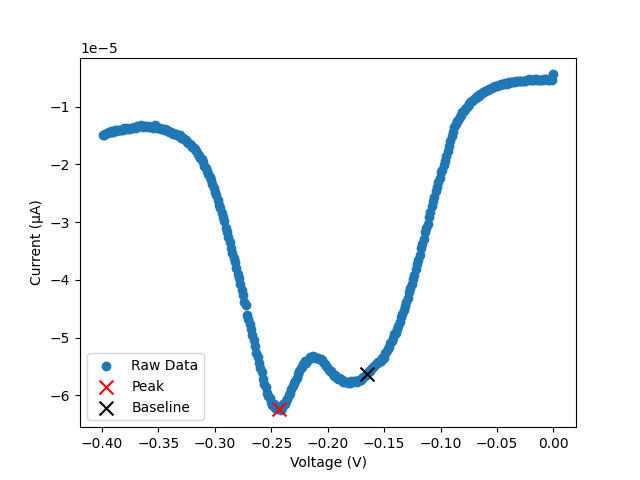 1e−5
−1
−2
−3
−4
−5
−6
Current (μA)
Raw Data
Peak
Baseline
−0.40 −0.35 −0.30 −0.25 −0.20 −0.15 −0.10 −0.05 0.00
Voltage (V)